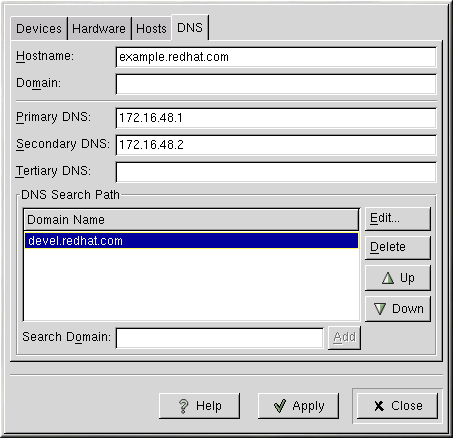 Devices Hardware Hosts DNS
Hostname: example.redhat.com
Domain:
Primary DNS: 172.16.48.1
Secondary DNS: 172.16.48.2
Tertiary DNS:
DNS Search Path
Domain Name
Edit...
devel.redhat.com
Delete
Up
Down
Search Domain: Add
Help Apply Close